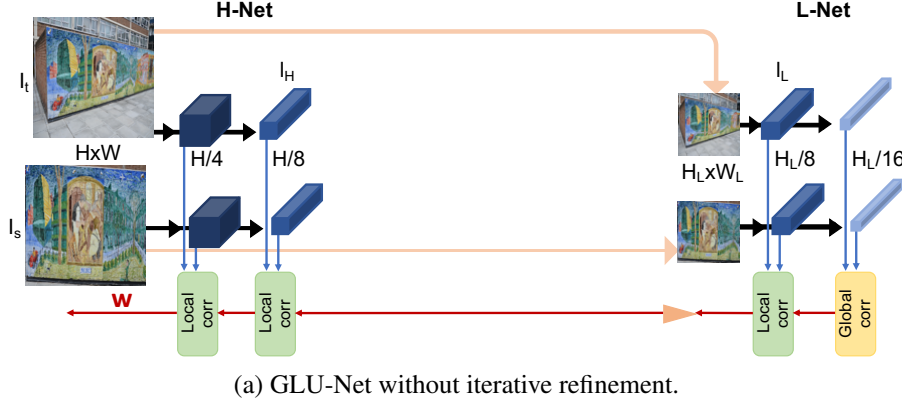 H-Net
L-Net
I_t
I_H
I_L
HxW
H/4
H/8
H_LxW_L
H_L/8
H_L/16
I_s
w
Local corr
Local corr
Local corr
Global corr
(a) GLU-Net without iterative refinement.